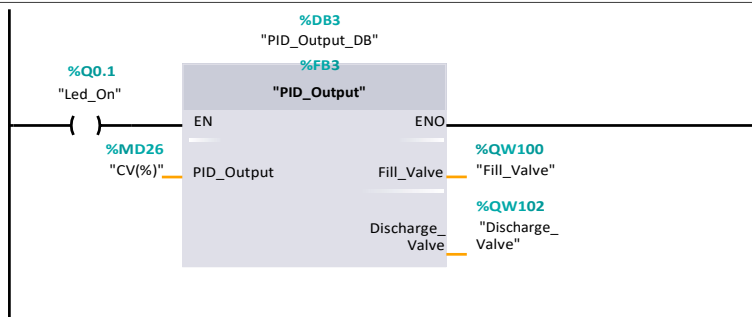 %DB3
"PID_Output_DB"
%FB3
"PID_Output"
%Q0.1
"Led_On"
EN
ENO
%MD26
"CV(%)"
PID_Output
Fill_Valve
%QW100
"Fill_Valve"
Discharge_
Valve
%QW102
"Discharge_
Valve"